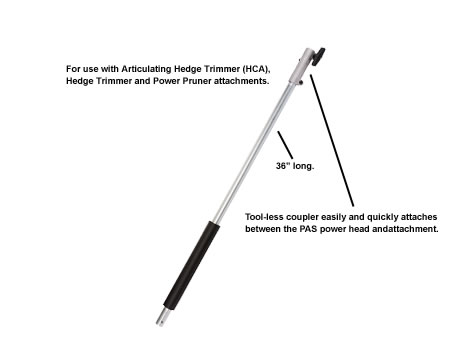 For use with Articulating Hedge Trimmer (HCA),
Hedge Trimmer and Power Pruner attachments.
36" long.
Tool-less coupler easily and quickly attaches
between the PAS power head andattachment.